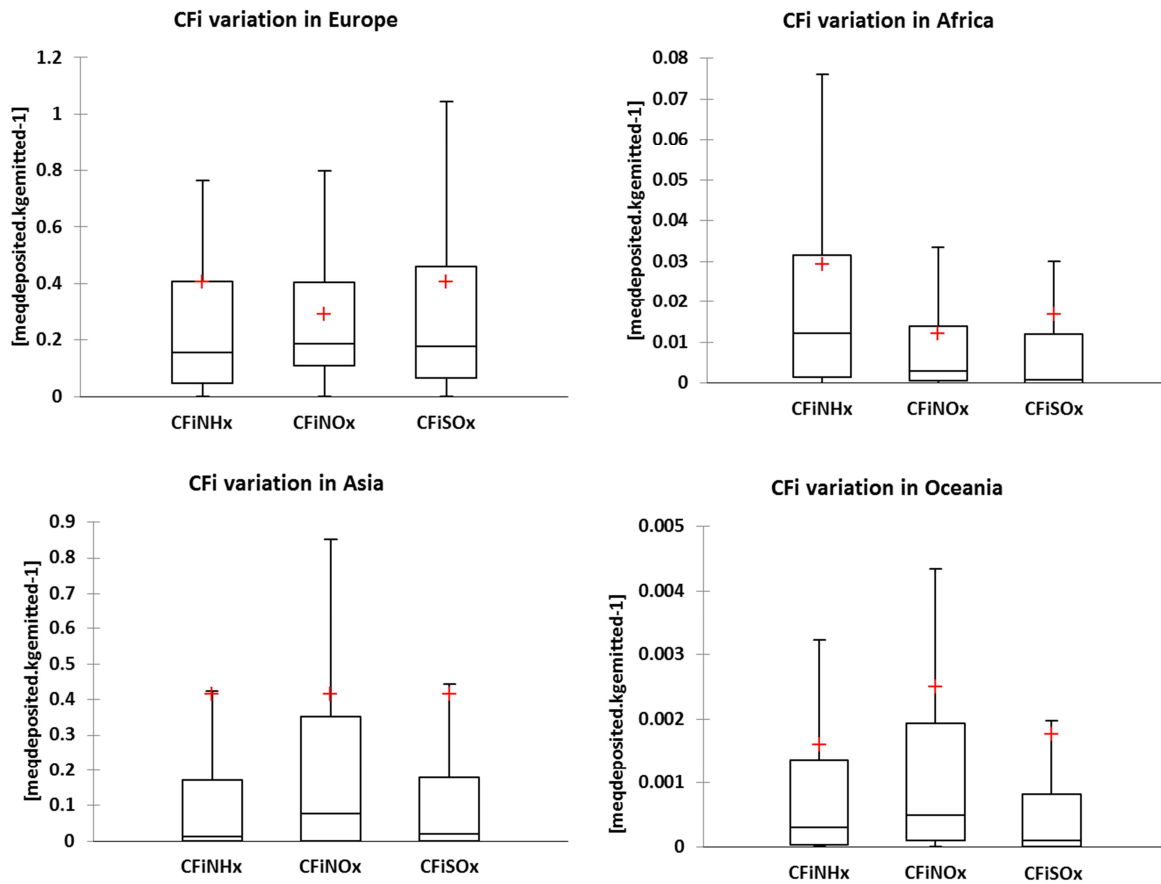 CFi variation in Europe
[meqdeposited.kgemitted-1]
1.2
1
0.8
0.6
0.4
0.2
0
CFiNHx
CFiNOx
CFiSOx
CFi variation in Africa
[meqdeposited.kgemitted-1]
0.08
0.07
0.06
0.05
0.04
0.03
0.02
0.01
0
CFiNHx
CFiNOx
CFiSOx
CFi variation in Asia
[meqdeposited.kgemitted-1]
0.9
0.8
0.7
0.6
0.5
0.4
0.3
0.2
0.1
0
CFiNHx
CFiNOx
CFiSOx
CFi variation in Oceania
[meqdeposited.kgemitted-1]
0.005
0.004
0.003
0.002
0.001
0
CFiNHx
CFiNOx
CFiSOx